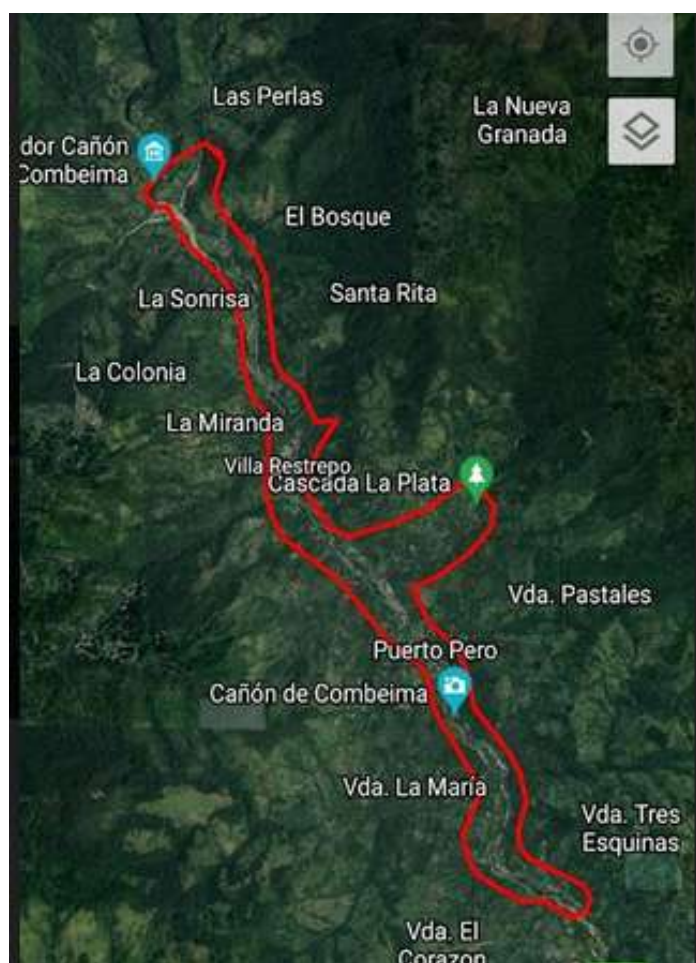 Las Perlas
La Nueva
Granada
dor Cañón
Combeima
El Bosque
Santa Rita
La Sonrisa
La Colonia
La Miranda
Villa Restrepo
Cascada La Plata
Vda. Pastales
Puerto Pero
Cañón de Combeima
Vda. La María
Vda. Tres
Esquinas
Vda. El
Corazon